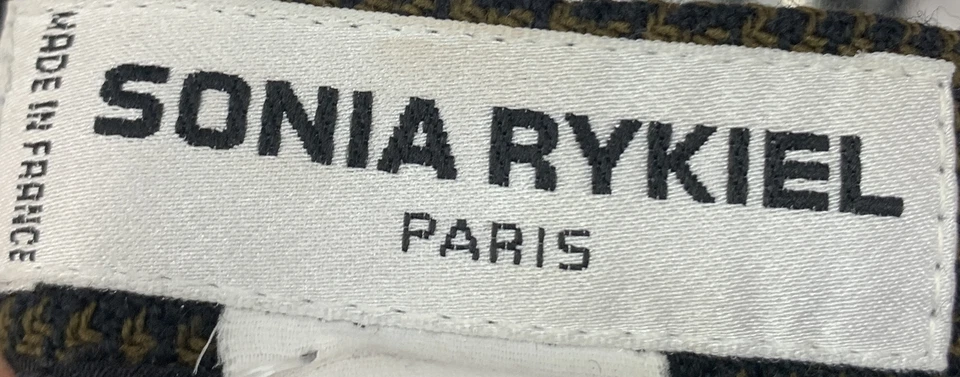 MADE IN FRANCE
SONIA RYKIEL
PARIS